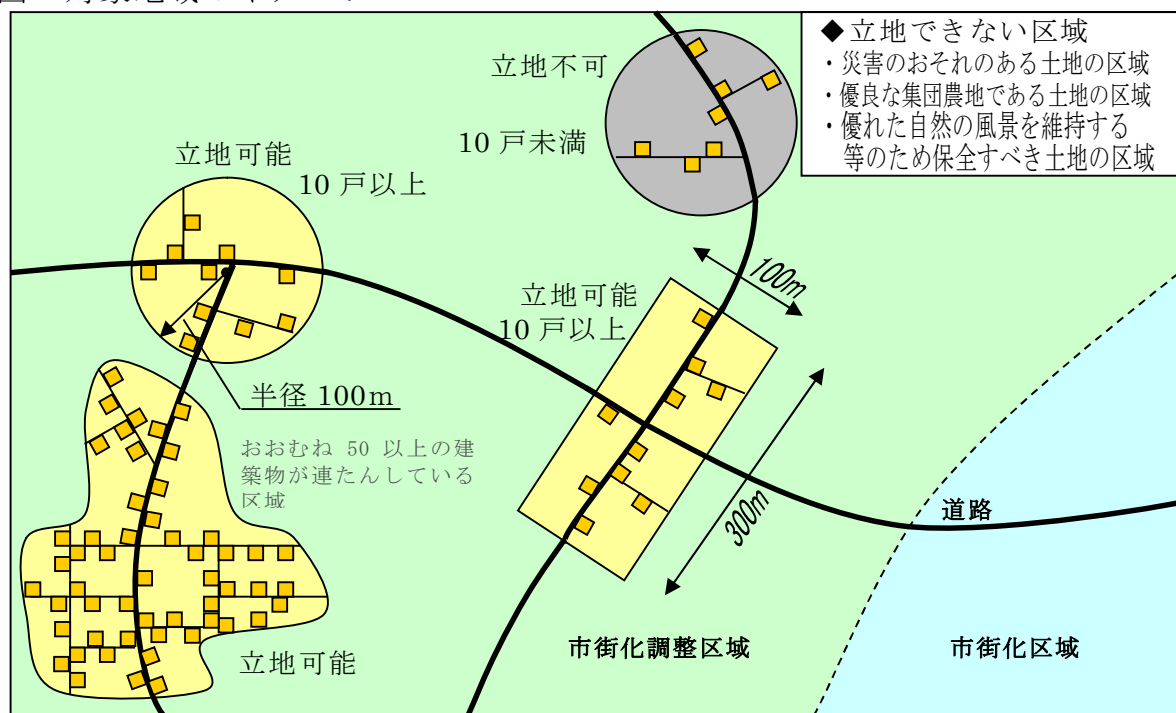 ◆立地できない区域
・災害のおそれのある土地の区域
・優良な集団農地である土地の区域
・優れた自然の風景を維持する
等のため保全すべき土地の区域
立地不可
10 戸未満
立地可能
10 戸以上
100m
立地可能
10 戸以上
半径 100m
おおむね 50 以上の建
築物が連たんしている
区域
300m
道路
立地可能
市街化調整区域
市街化区域